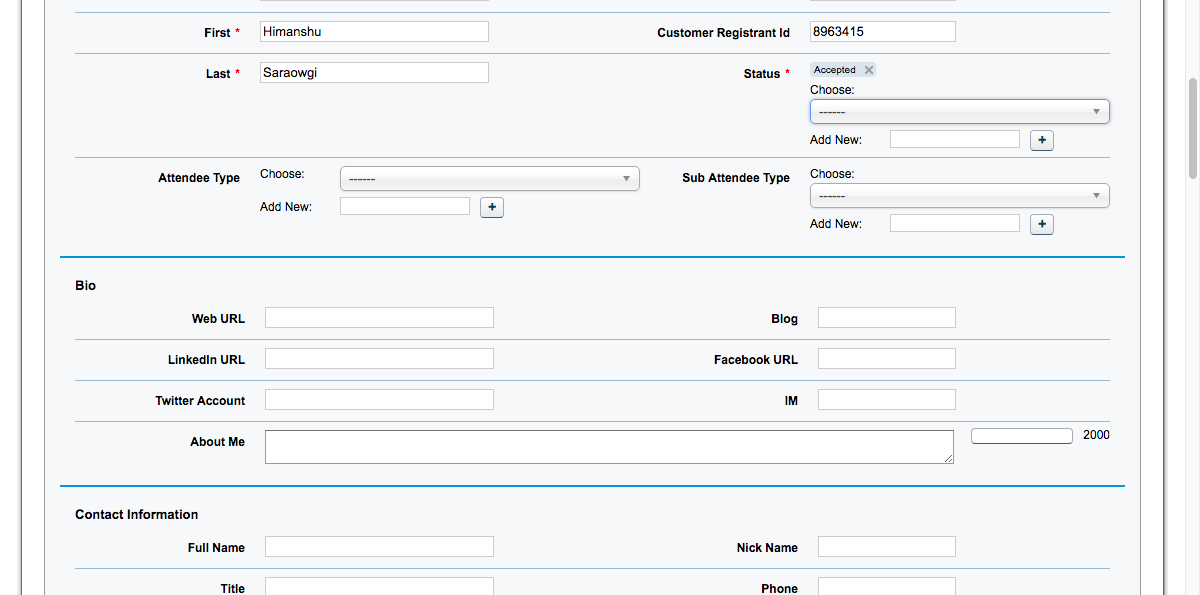 First * Himanshu Customer Registrant Id 8963415
Last * Saraowgi Status * Accepted
Choose:
------
Add New: +
Attendee Type Choose: ------ Sub Attendee Type Choose:
------
Add New: + Add New: +
Bio
Web URL Blog
LinkedIn URL Facebook URL
Twitter Account IM
About Me 2000
Contact Information
Full Name Nick Name
Title Phone